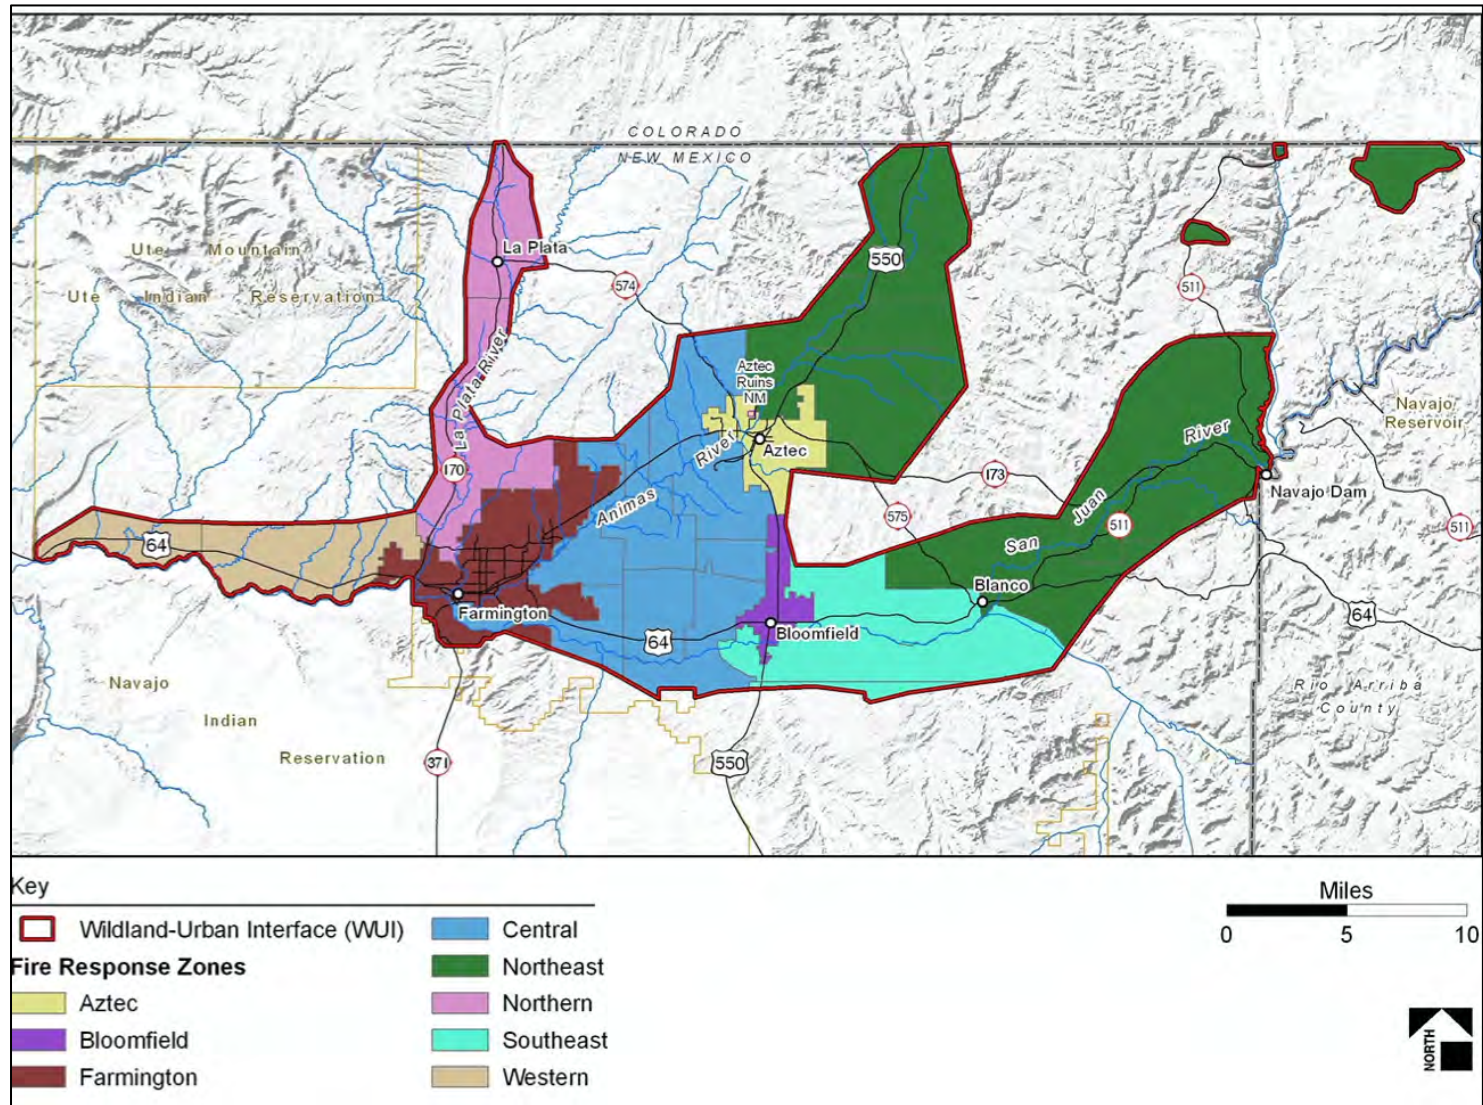 COLORADO
NEW MEXICO
Ute Mountain
Ute Indian Reservation
La Plata
574
550
511
La Plata River
Aztec
Ruins
NM
Aztec
River
Animas
170
173
575
511
San
Juan
River
Navajo
Reservoir
Navajo Dam
511
64
Farmington
64
Bloomfield
Blanco
64
Navajo
Indian
Reservation
371
550
Rio Arriba
County
Key
Wildland-Urban Interface (WUI)
Fire Response Zones
Aztec
Bloomfield
Farmington
Central
Northeast
Northern
Southeast
Western
Miles
0 5 10
NORTH